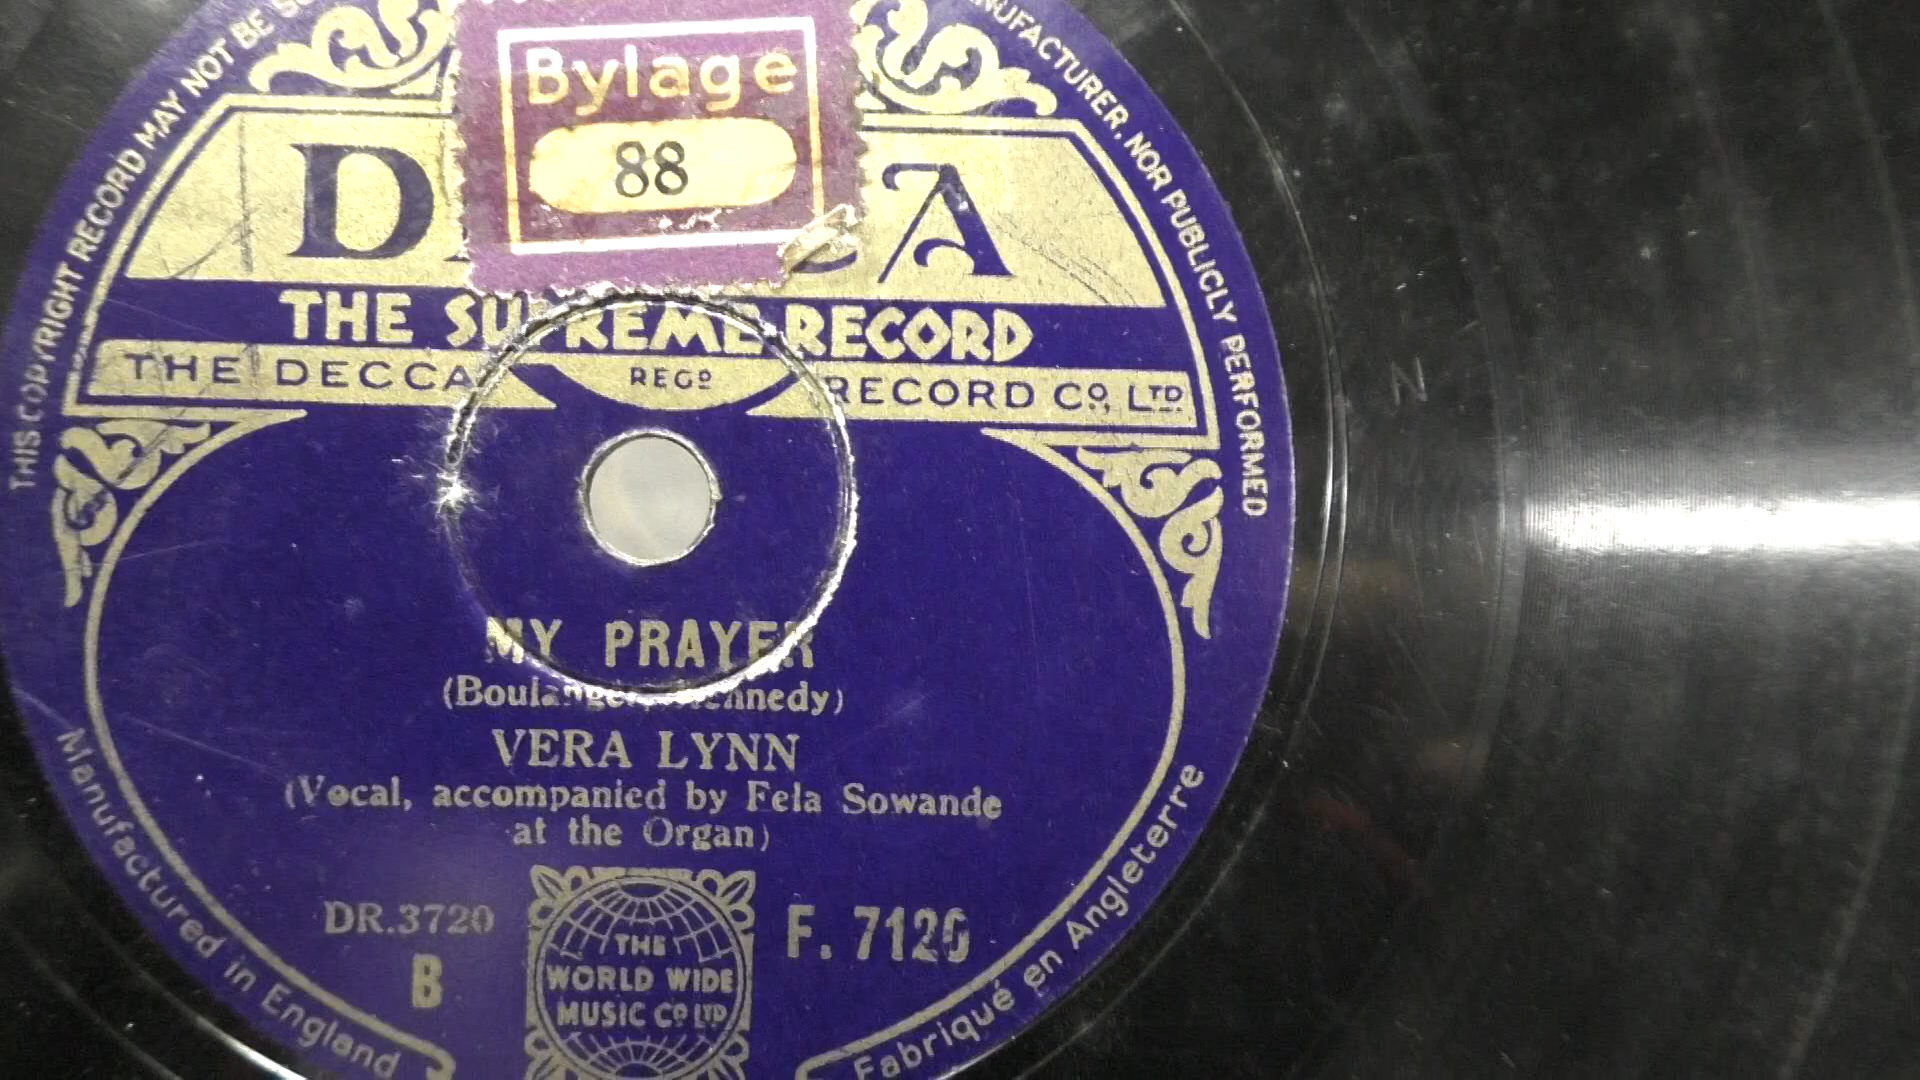 THIS COPYRIGHT RECORD MAY NOT BE
MANUFACTURER, NOR PUBLICLY PERFORMED
Bylage
88
D A
THE SUPREME RECORD
THE DECCA REGD RECORD CO, LTD.
MY PRAYER
(Boulanger, Kennedy)
VERA LYNN
(Vocal, accompanied by Fela Sowande
at the Organ)
DR.3720
B
THE
WORLD WIDE
MUSIC CO LTD
F. 7120
Manufactured in England
Fabriqué en Angleterre
N